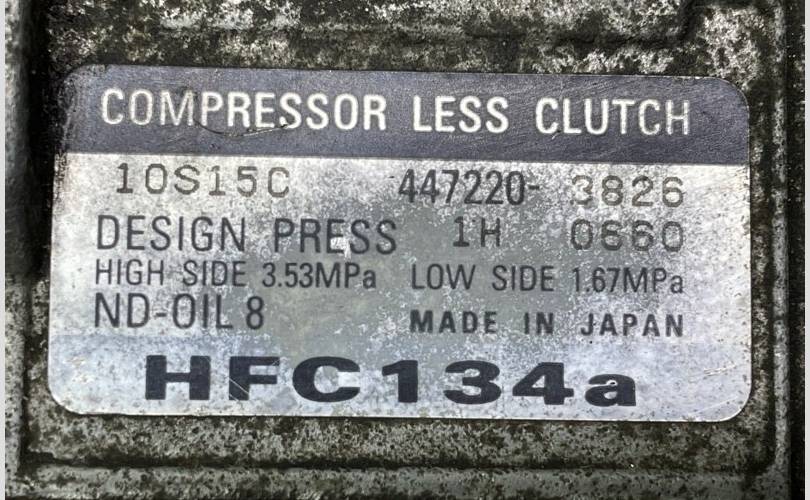 COMPRESSOR LESS CLUTCH
10S15C 447220- 3826
DESIGN PRESS 1H 0660
HIGH SIDE 3.53MPa LOW SIDE 1.67MPa
ND-OIL 8 MADE IN JAPAN
HFC134a